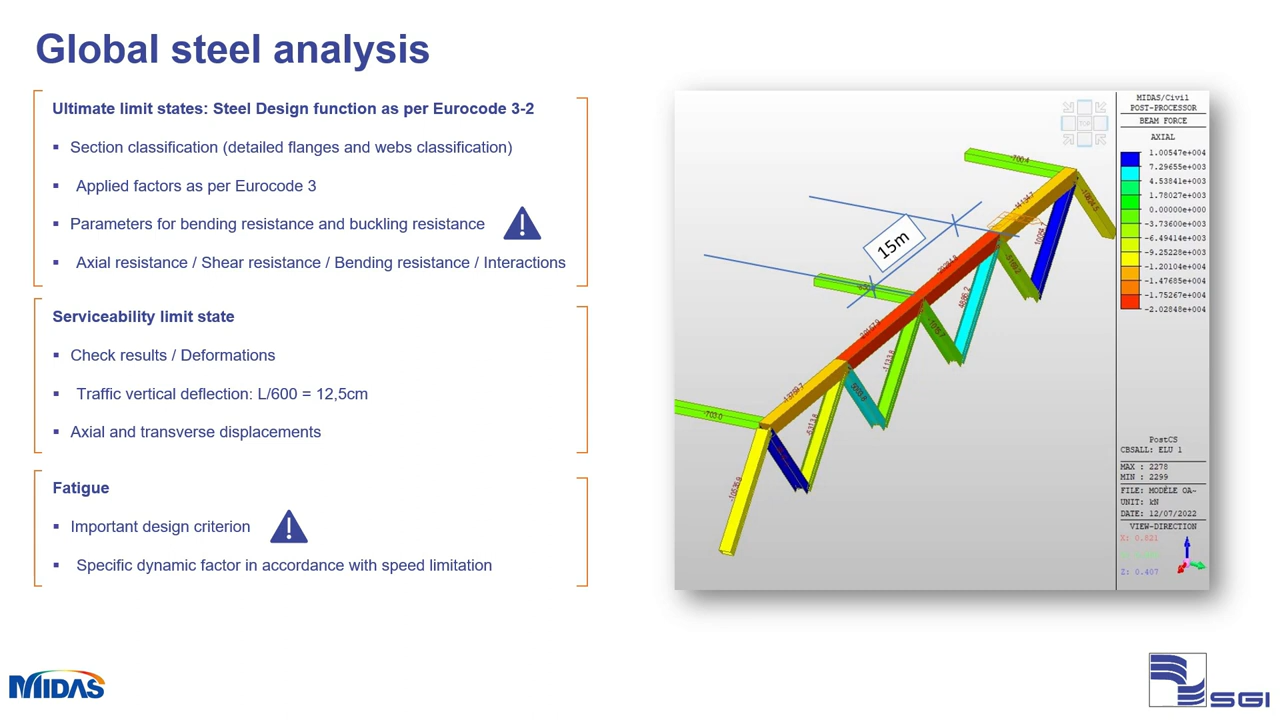 Global steel analysis
Ultimate limit states: Steel Design function as per Eurocode 3-2
Section classification (detailed flanges and webs classification)
Applied factors as per Eurocode 3
Parameters for bending resistance and buckling resistance
Axial resistance / Shear resistance / Bending resistance / Interactions
Serviceability limit state
Check results / Deformations
Traffic vertical deflection: L/600 = 12,5cm
Axial and transverse displacements
Fatigue
Important design criterion
Specific dynamic factor in accordance with speed limitation
15m
-700.4
-703.0
MIDAS/Civil
POST-PROCESSOR
BEAM FORCE
AXIAL
1.00547e+004
7.29655e+003
4.53841e+003
1.78027e+003
0.00000e+000
-3.73600e+003
-6.49414e+003
-9.25228e+003
-1.20104e+004
-1.47685e+004
-1.75267e+004
-2.02848e+004
PostCS
CBSALL: ELU 1
MAX : 2278
MIN : 2299
FILE: MODÈLE OA~
UNIT: kN
DATE: 12/07/2022
VIEW-DIRECTION
X: 0.821
Z: 0.407
MIDAS
SGI